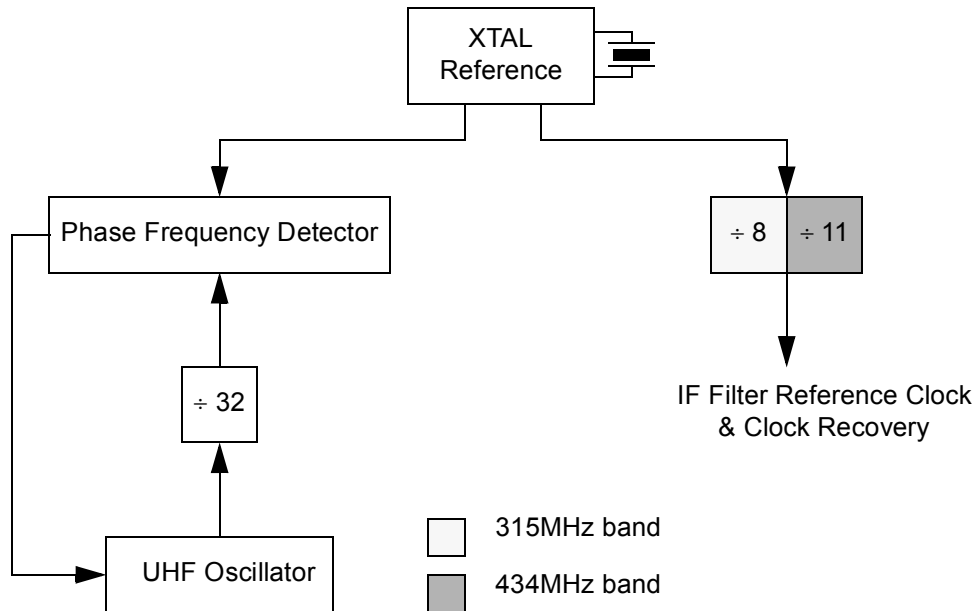 XTAL
Reference
Phase Frequency Detector
÷ 8
÷ 11
÷ 32
IF Filter Reference Clock
& Clock Recovery
UHF Oscillator
315MHz band
434MHz band